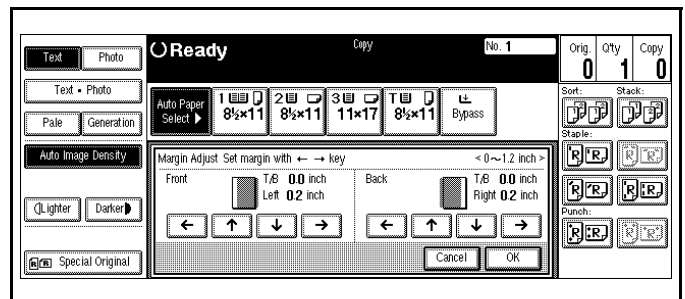 Text Photo
Text • Photo
Pale Generation
Auto Image Density
Lighter Darker
Special Original
Ready Copy No. 1
Auto Paper Select ▶
1 8½×11
2 8½×11
3 11×17
T 8½×11
Bypass
Margin Adjust Set margin with ← → key < 0~1.2 inch >
Front
T/B 0.0 inch
Left 0.2 inch
← ↑ ↓ →
Back
T/B 0.0 inch
Right 0.2 inch
← ↑ ↓ →
Cancel OK
Orig. Q'ty Copy
0 1 0
Sort: Stack:
Staple:
Punch: